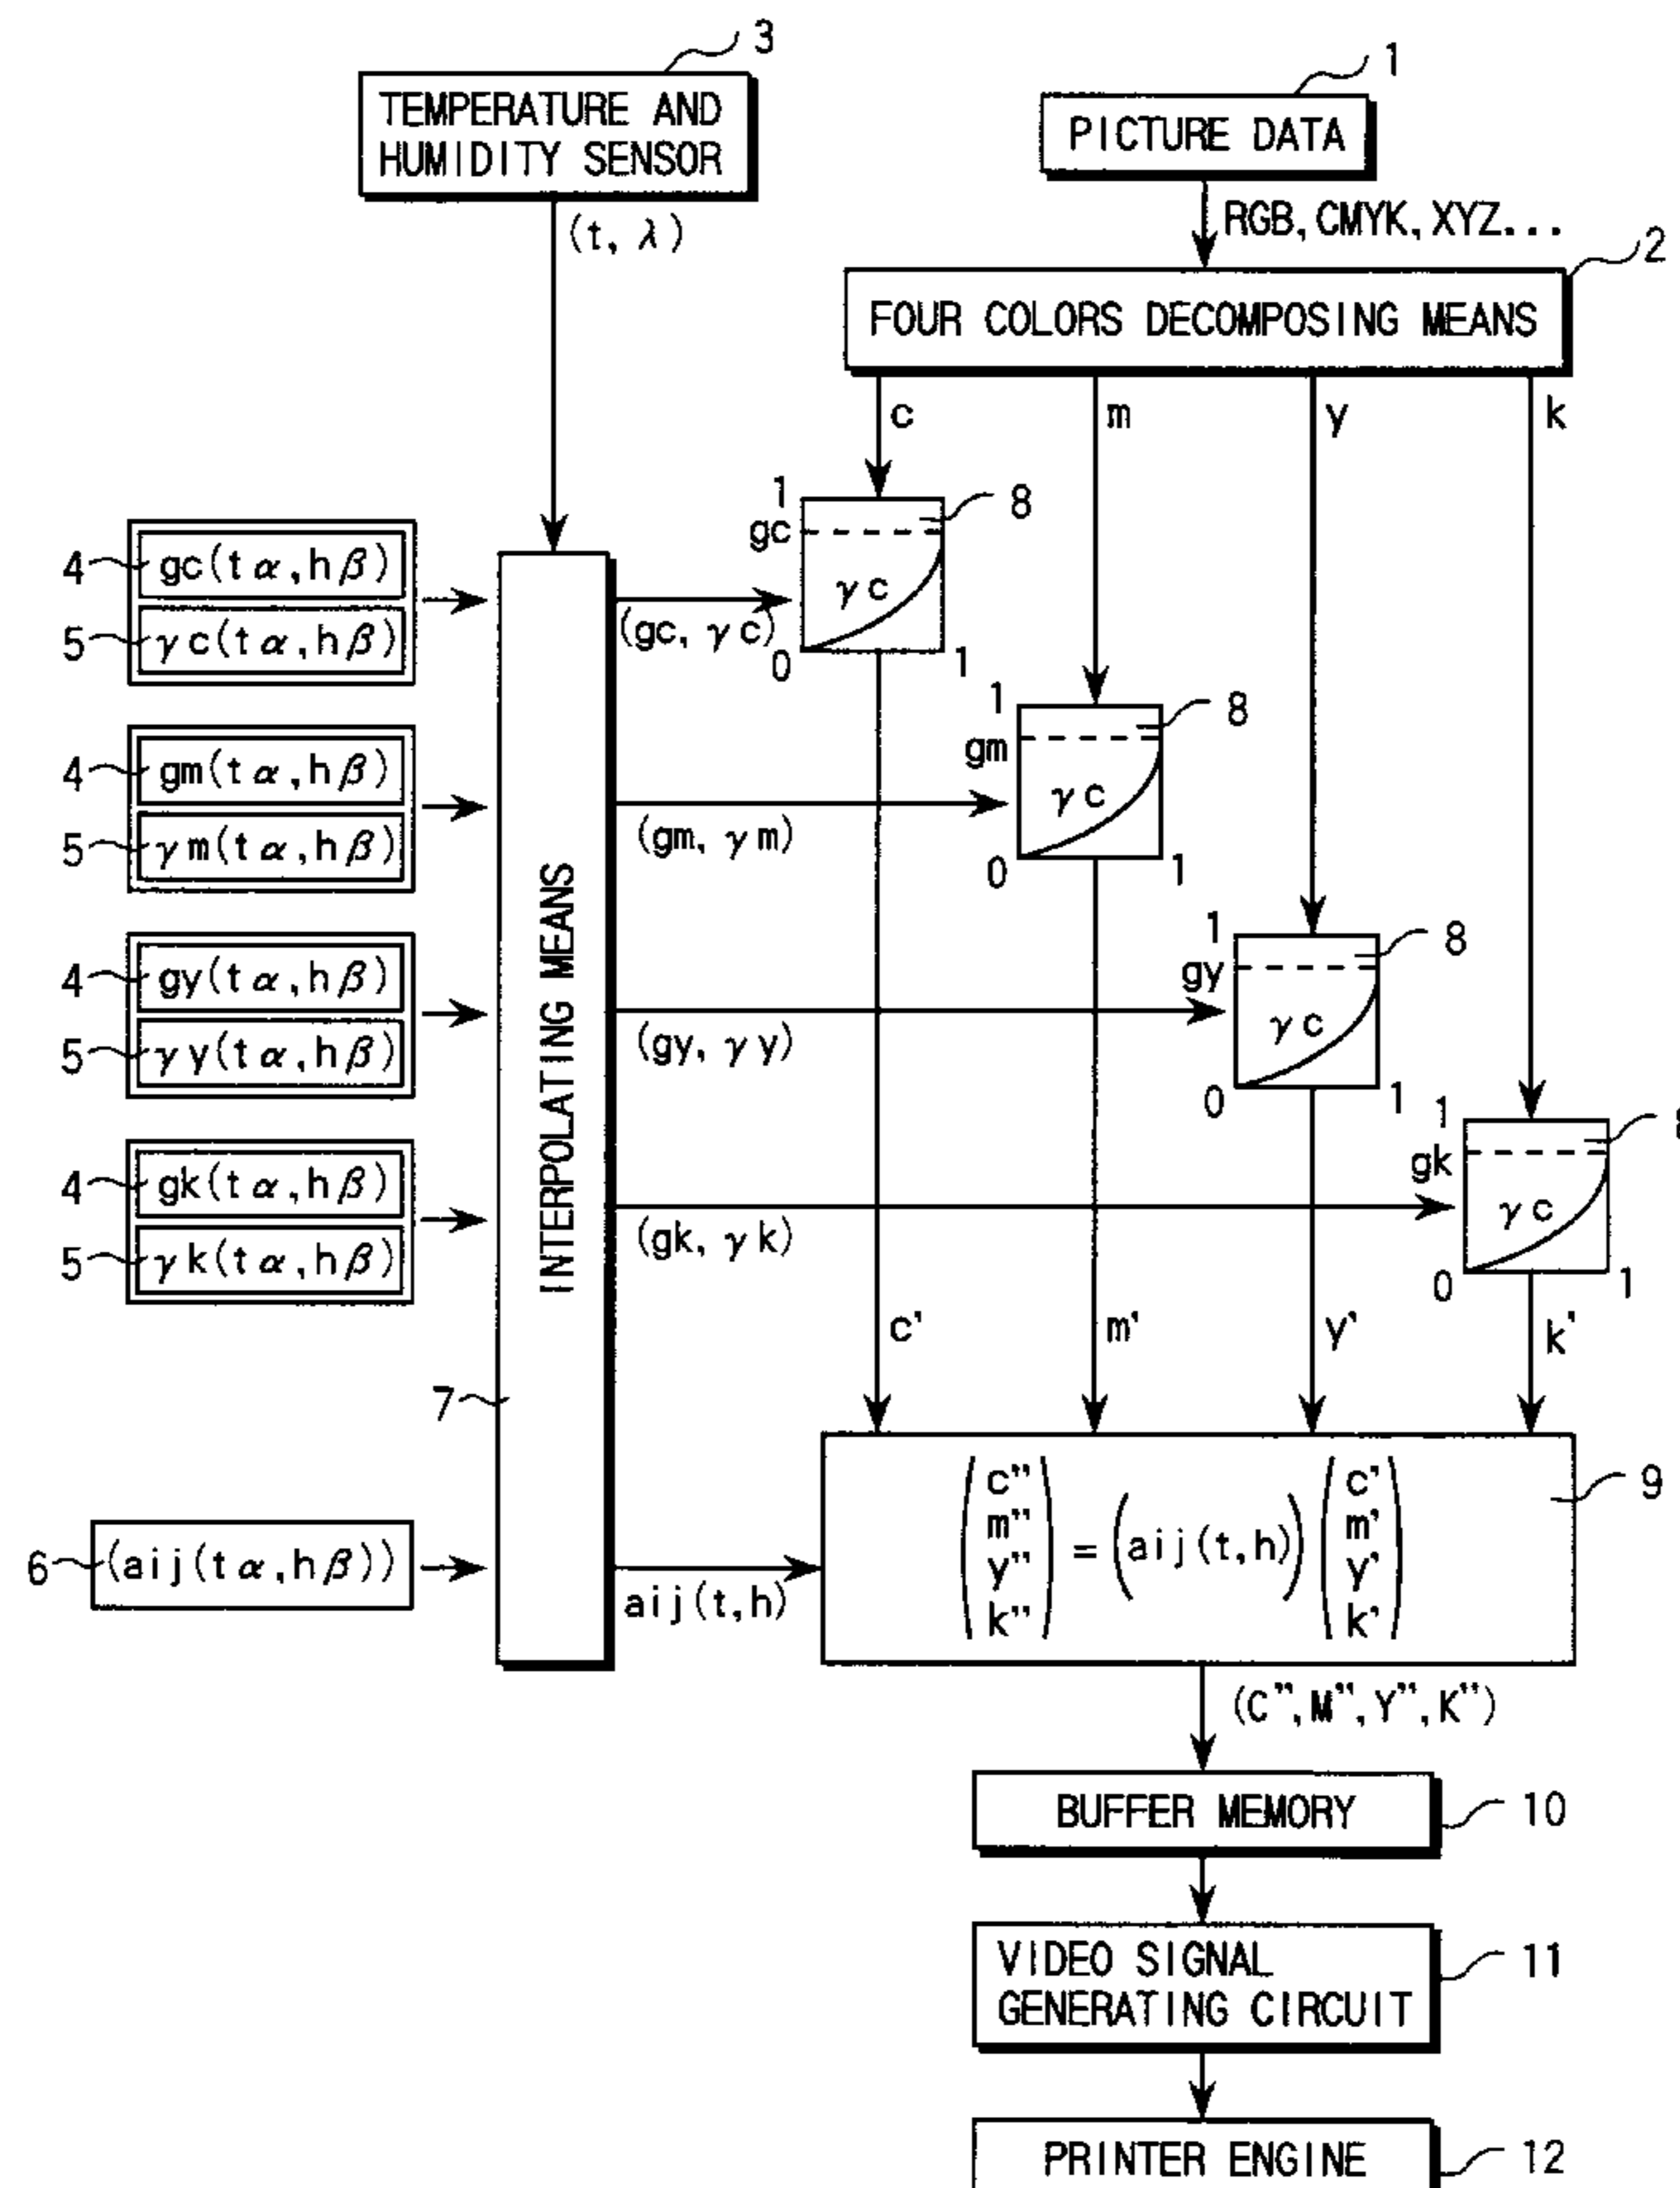 3
TEMPERATURE AND
HUMIDITY SENSOR
(t, λ)
1
PICTURE DATA
RGB, CMYK, XYZ...
2
FOUR COLORS DECOMPOSING MEANS
c
m
y
k
4
gc(tα,hβ)
5
γc(tα,hβ)
4
gm(tα,hβ)
5
γm(tα,hβ)
4
gy(tα,hβ)
5
γy(tα,hβ)
4
gk(tα,hβ)
5
γk(tα,hβ)
6
(aij(tα,hβ))
INTERPOLATING MEANS
7
(gc, γc)
(gm, γm)
(gy, γy)
(gk, γk)
aij(t,h)
1
gc
γc
0
1
8
1
gm
γc
0
1
8
1
gy
γc
0
1
8
1
gk
γc
0
1
c'
m'
y'
k'
9
c"
m"
y"
k"
=
(aij(t,h))
c'
m'
y'
k'
(C",M",Y",K")
BUFFER MEMORY
10
VIDEO SIGNAL
GENERATING CIRCUIT
11
PRINTER ENGINE
12